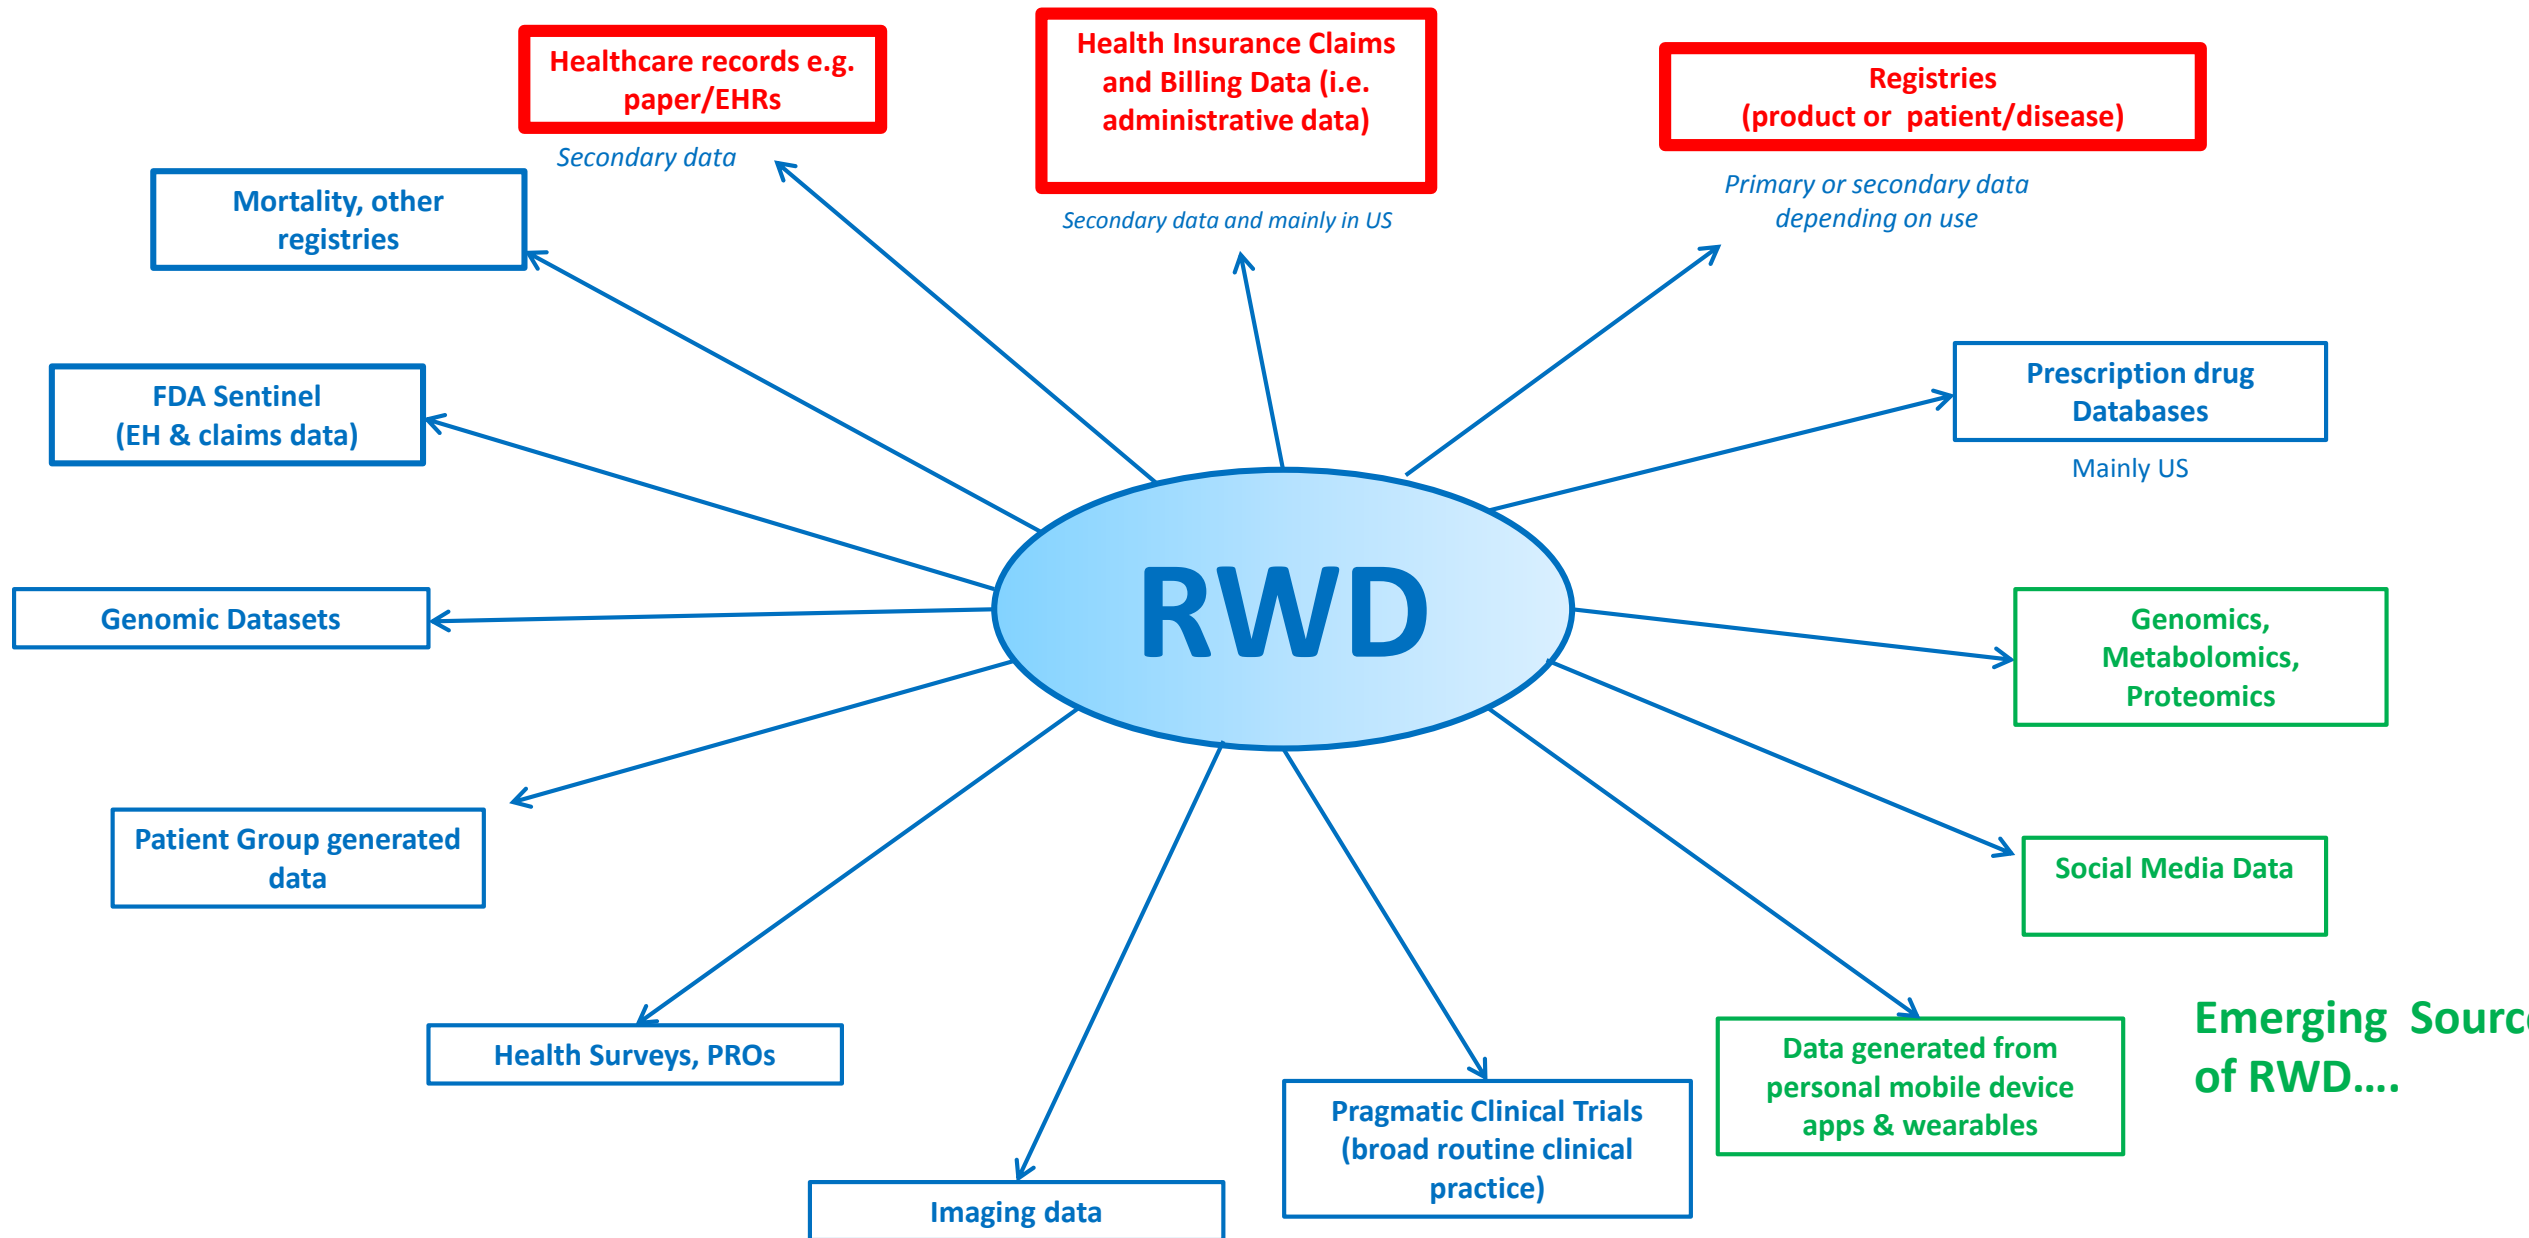 Healthcare records e.g.
paper/EHRs
Secondary data
Health Insurance Claims
and Billing Data (i.e.
administrative data)
Secondary data and mainly in US
Registries
(product or patient/disease)
Primary or secondary data
depending on use
Mortality, other
registries
FDA Sentinel
(EH & claims data)
Prescription drug
Databases
Mainly US
RWD
Genomic Datasets
Genomics,
Metabolomics,
Proteomics
Patient Group generated
data
Social Media Data
Health Surveys, PROs
Data generated from
personal mobile device
apps & wearables
Emerging Sourc
of RWD....
Pragmatic Clinical Trials
(broad routine clinical
practice)
Imaging data